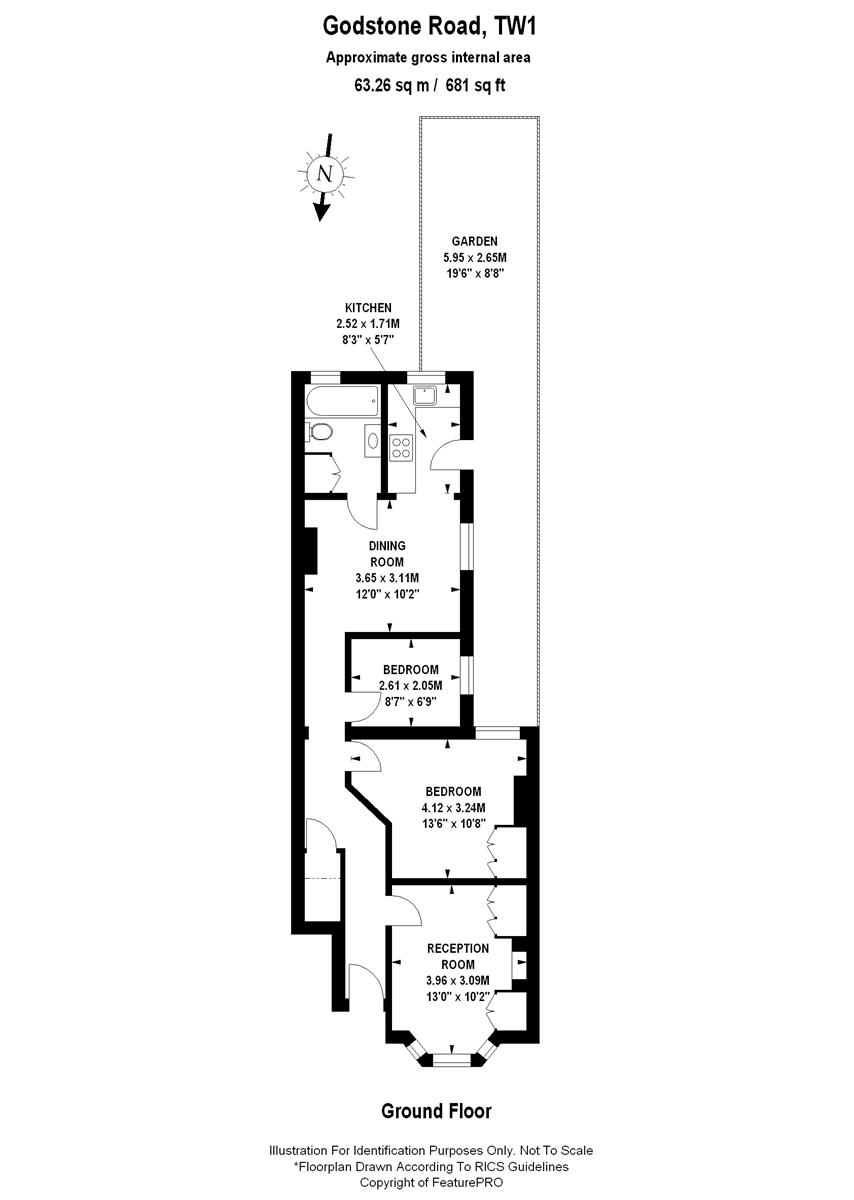 Godstone Road, TW1
Approximate gross internal area
63.26 sq m / 681 sq ft
N
GARDEN
5.95 x 2.65M
19'6" x 8'8"
KITCHEN
2.52 x 1.71M
8'3" x 5'7"
DINING
ROOM
3.65 x 3.11M
12'0" x 10'2"
BEDROOM
2.61 x 2.05M
8'7" x 6'9"
BEDROOM
4.12 x 3.24M
13'6" x 10'8"
RECEPTION
ROOM
3.96 x 3.09M
13'0" x 10'2"
Ground Floor
Illustration For Identification Purposes Only. Not To Scale
*Floorplan Drawn According To RICS Guidelines
Copyright of FeaturePRO